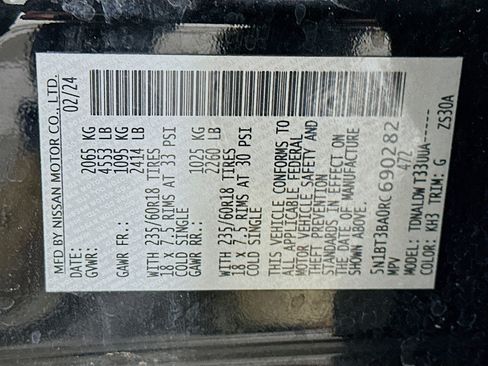 MFD BY NISSAN MOTOR CO., LTD.
DATE: 02/24
GVWR: 2065 KG
4553 LB
GAWR FR: 1095 KG
2414 LB
WITH 235/60R18 TIRES
18 X 7.5 RIMS AT 33 PSI
COLD SINGLE
GAWR RR: 1025 KG
2260 LB
WITH 235/60R18 TIRES
18 X 7.5 RIMS AT 30 PSI
COLD SINGLE
THIS VEHICLE CONFORMS TO
ALL APPLICABLE FEDERAL
MOTOR VEHICLE SAFETY AND
THEFT PREVENTION
STANDARDS IN EFFECT ON
THE DATE OF MANUFACTURE
SHOWN ABOVE.
5N1BT3BA0RC690282
MPV 472
MODEL: TDNALDW T33UUA-----
COLOR: KH3 TRIM: G ZS30A